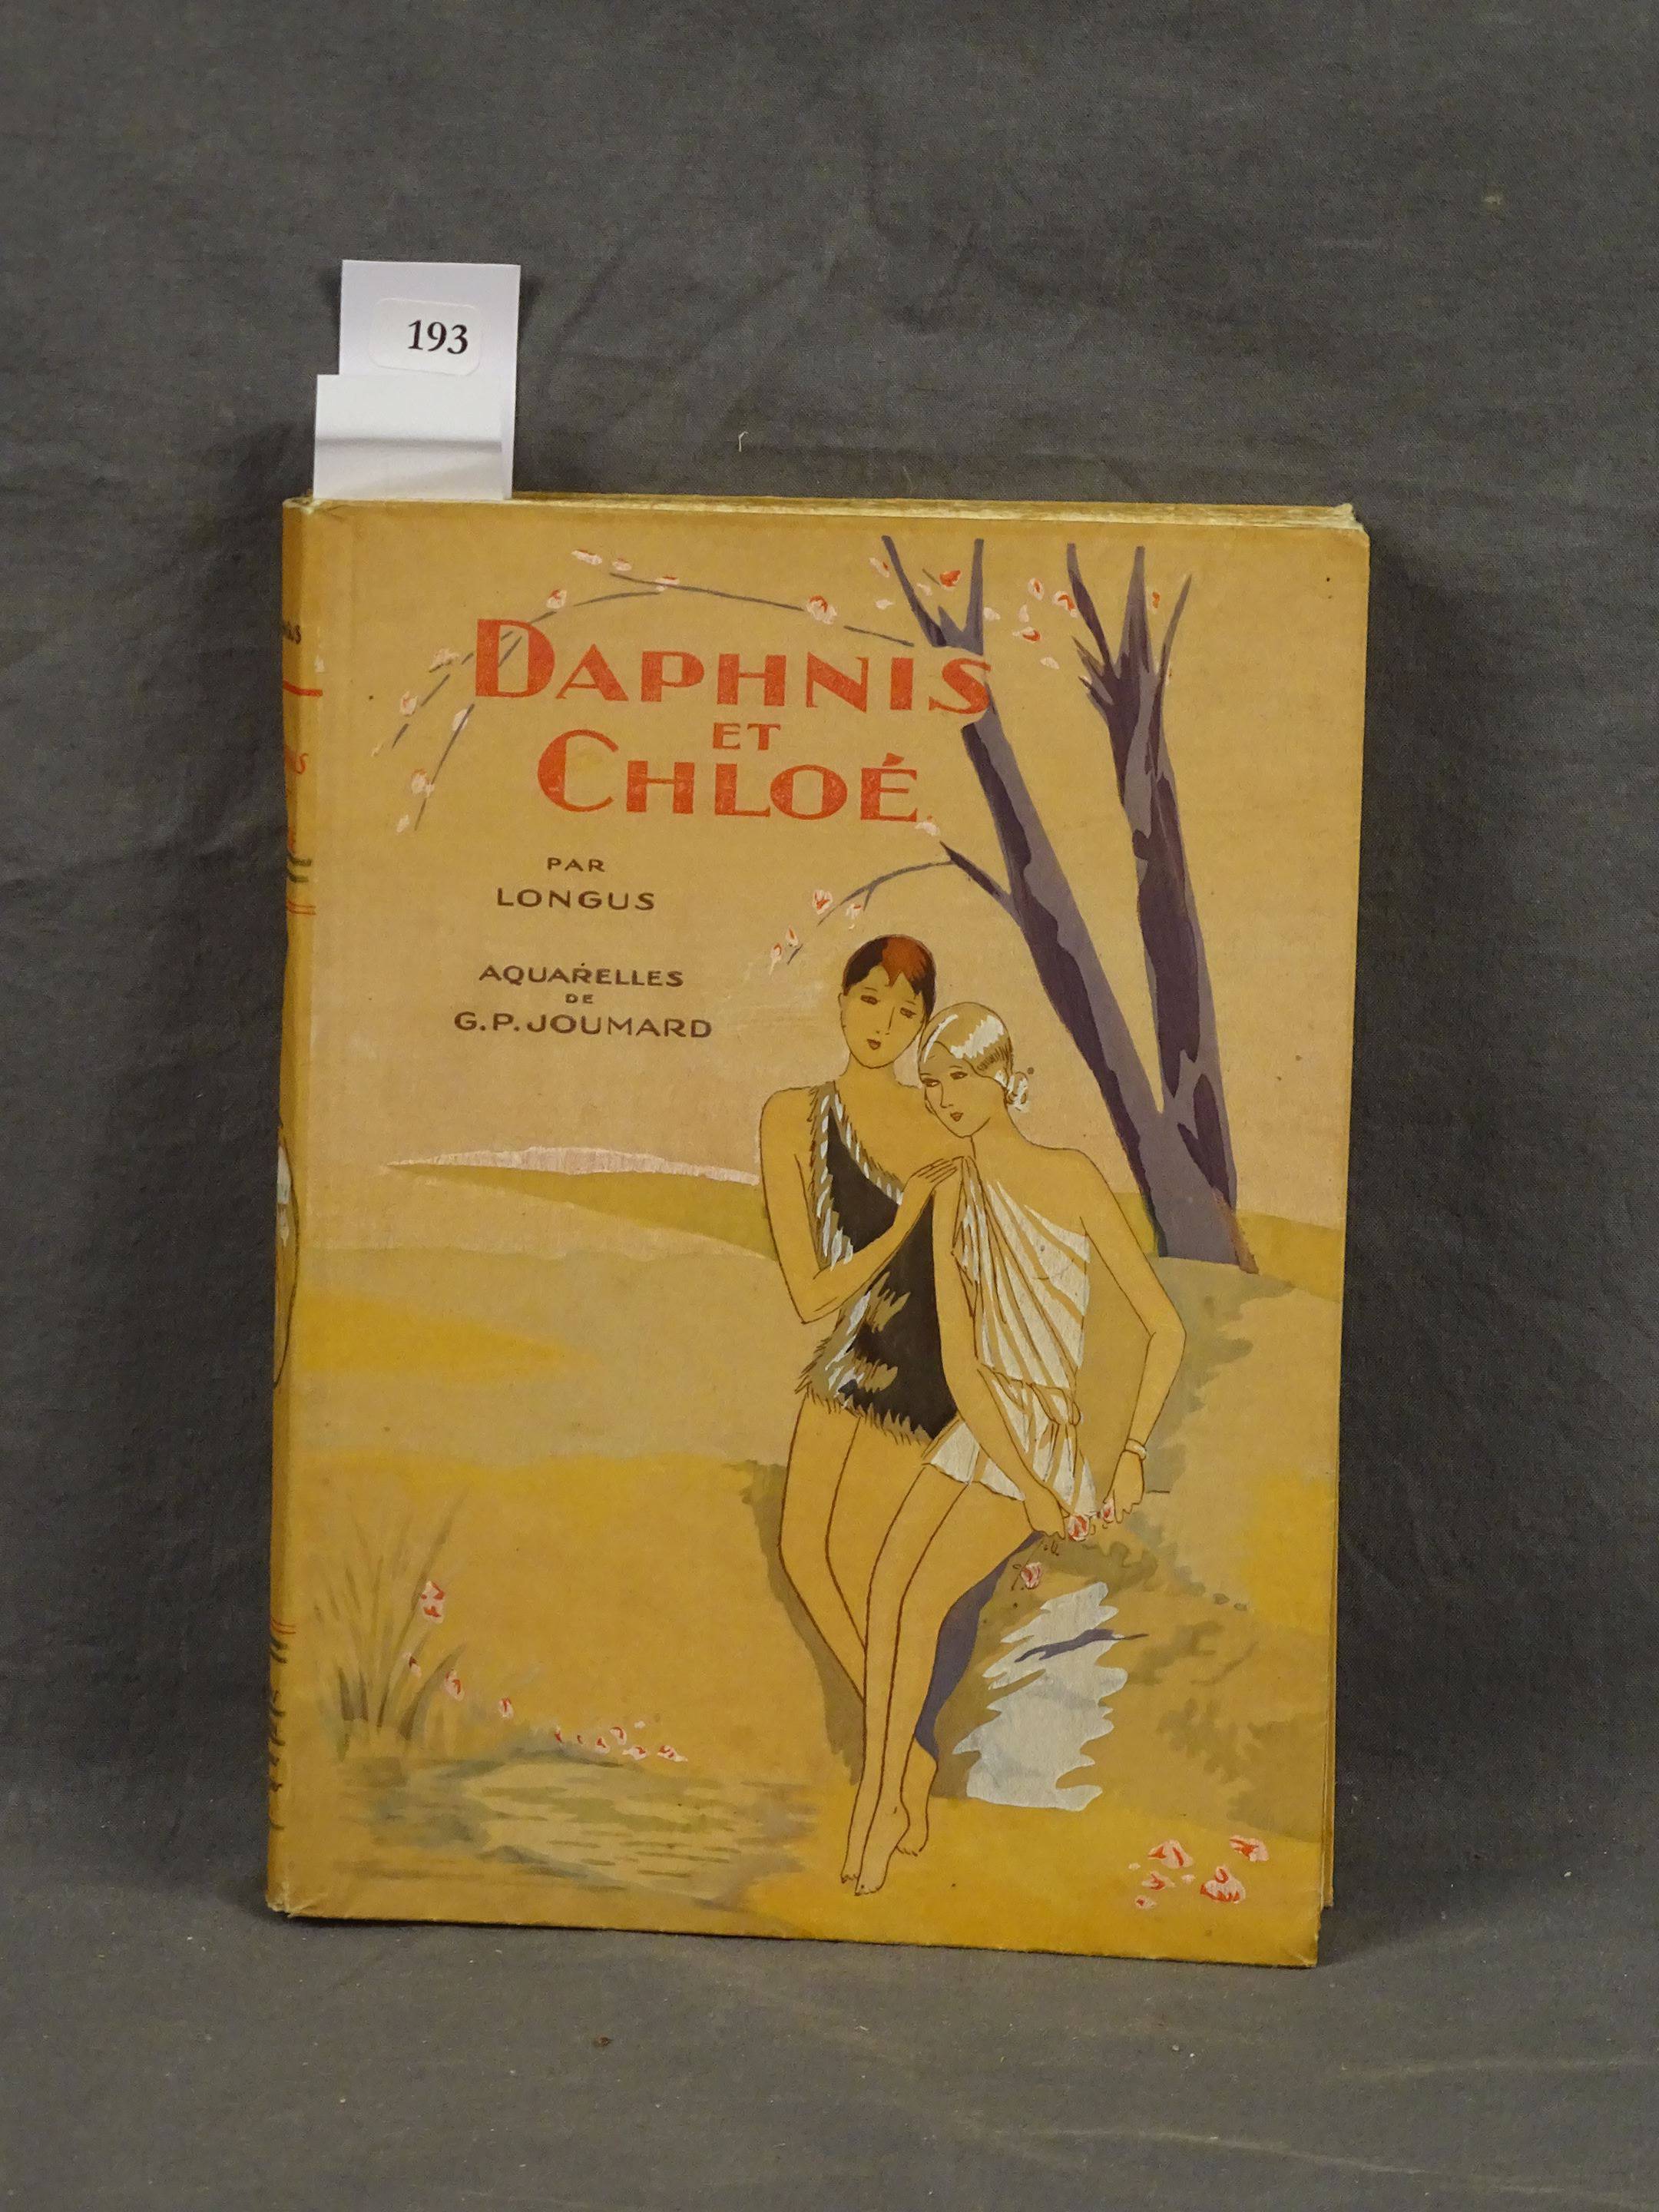 193
DAPHNIS
ET
CHLOÉ
PAR
LONGUS
AQUARELLES
DE
G.P. JOUMARD